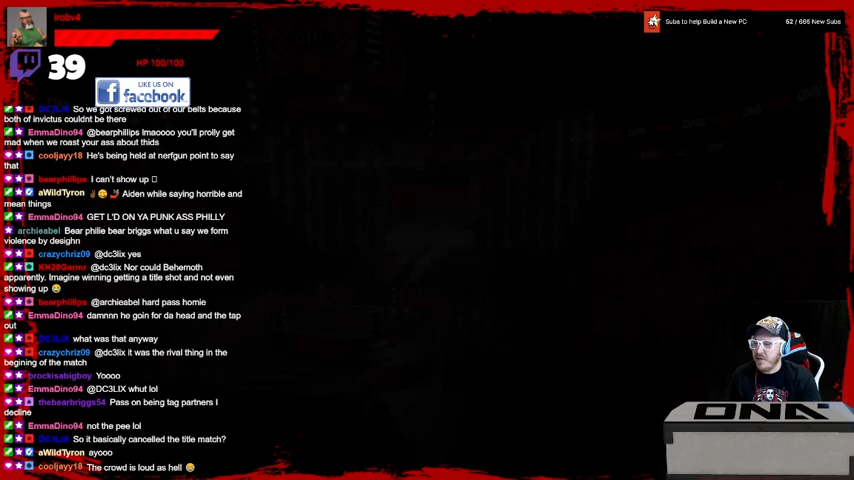 irobv4
Subs to help Build a New PC
52 / 666 New Subs
39
HP 100/100
LIKE US ON
facebook
DC3LIX So we got screwed out of our belts because
both of invictus couldnt be there
EmmaDino94 @bearphillips lmaoooo you'll prolly get
mad when we roast your ass about thids
cooljayy18 He's being held at nerfgun point to say
that
bearphillips I can't show up
aWildTyron Aiden while saying horrible and
mean things
EmmaDino94 GET L'D ON YA PUNK ASS PHILLY
archieabel Bear philie bear briggs what u say we form
violence by desighn
crazychriz09 @dc3lix yes
KH28Garmr @dc3lix Nor could Behemoth
apparently. Imagine winning getting a title shot and not even
showing up
bearphillips @archieabel hard pass homie
EmmaDino94 damnnn he goin for da head and the tap
out
DC3LIX what was that anyway
crazychriz09 @dc3lix it was the rival thing in the
begining of the match
brockisabigboy Yoooo
EmmaDino94 @DC3LIX whut lol
thebearbriggs54 Pass on being tag partners I
decline
EmmaDino94 not the pee lol
DC3LIX So it basically cancelled the title match?
aWildTyron ayooo
cooljayy18 The crowd is loud as hell
DNA